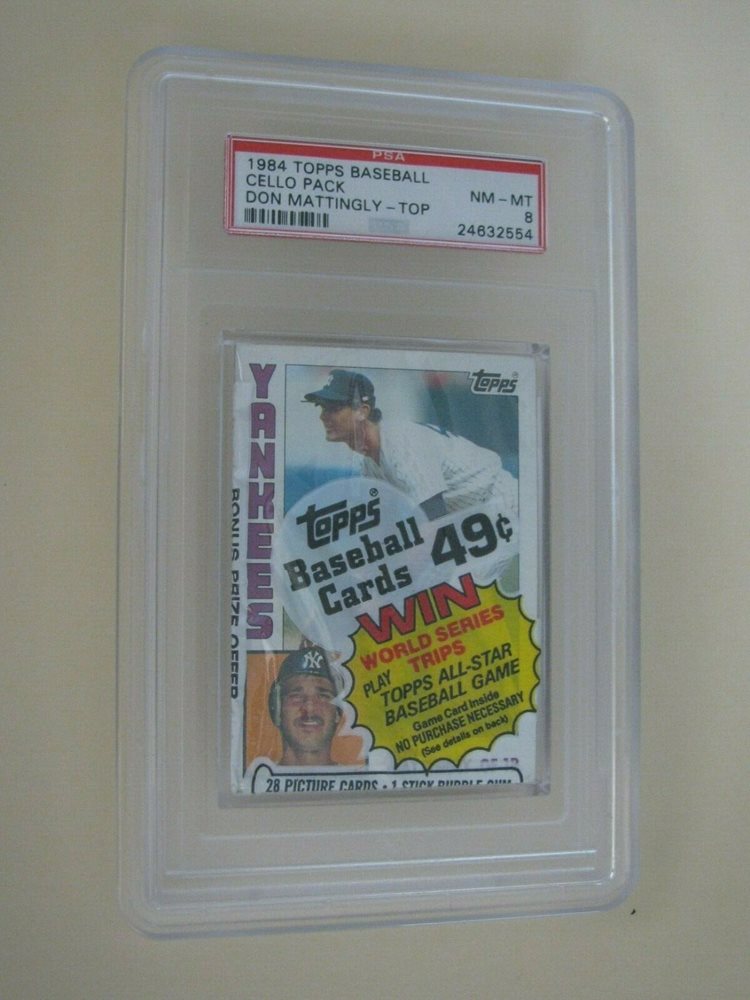 PSA
1984 TOPPS BASEBALL
CELLO PACK
DON MATTINGLY-TOP
NM-MT
8
24632554
YANKEES
Topps®
BONUS PRIZE OFFER
Topps®
Baseball
Cards 49¢
WIN
WORLD SERIES
TRIPS
PLAY TOPPS ALL-STAR
BASEBALL GAME
Game Card Inside
NO PURCHASE NECESSARY
(See details on back)
NY
28 PICTURE CARDS • 1 STICK BUBBLE GUM